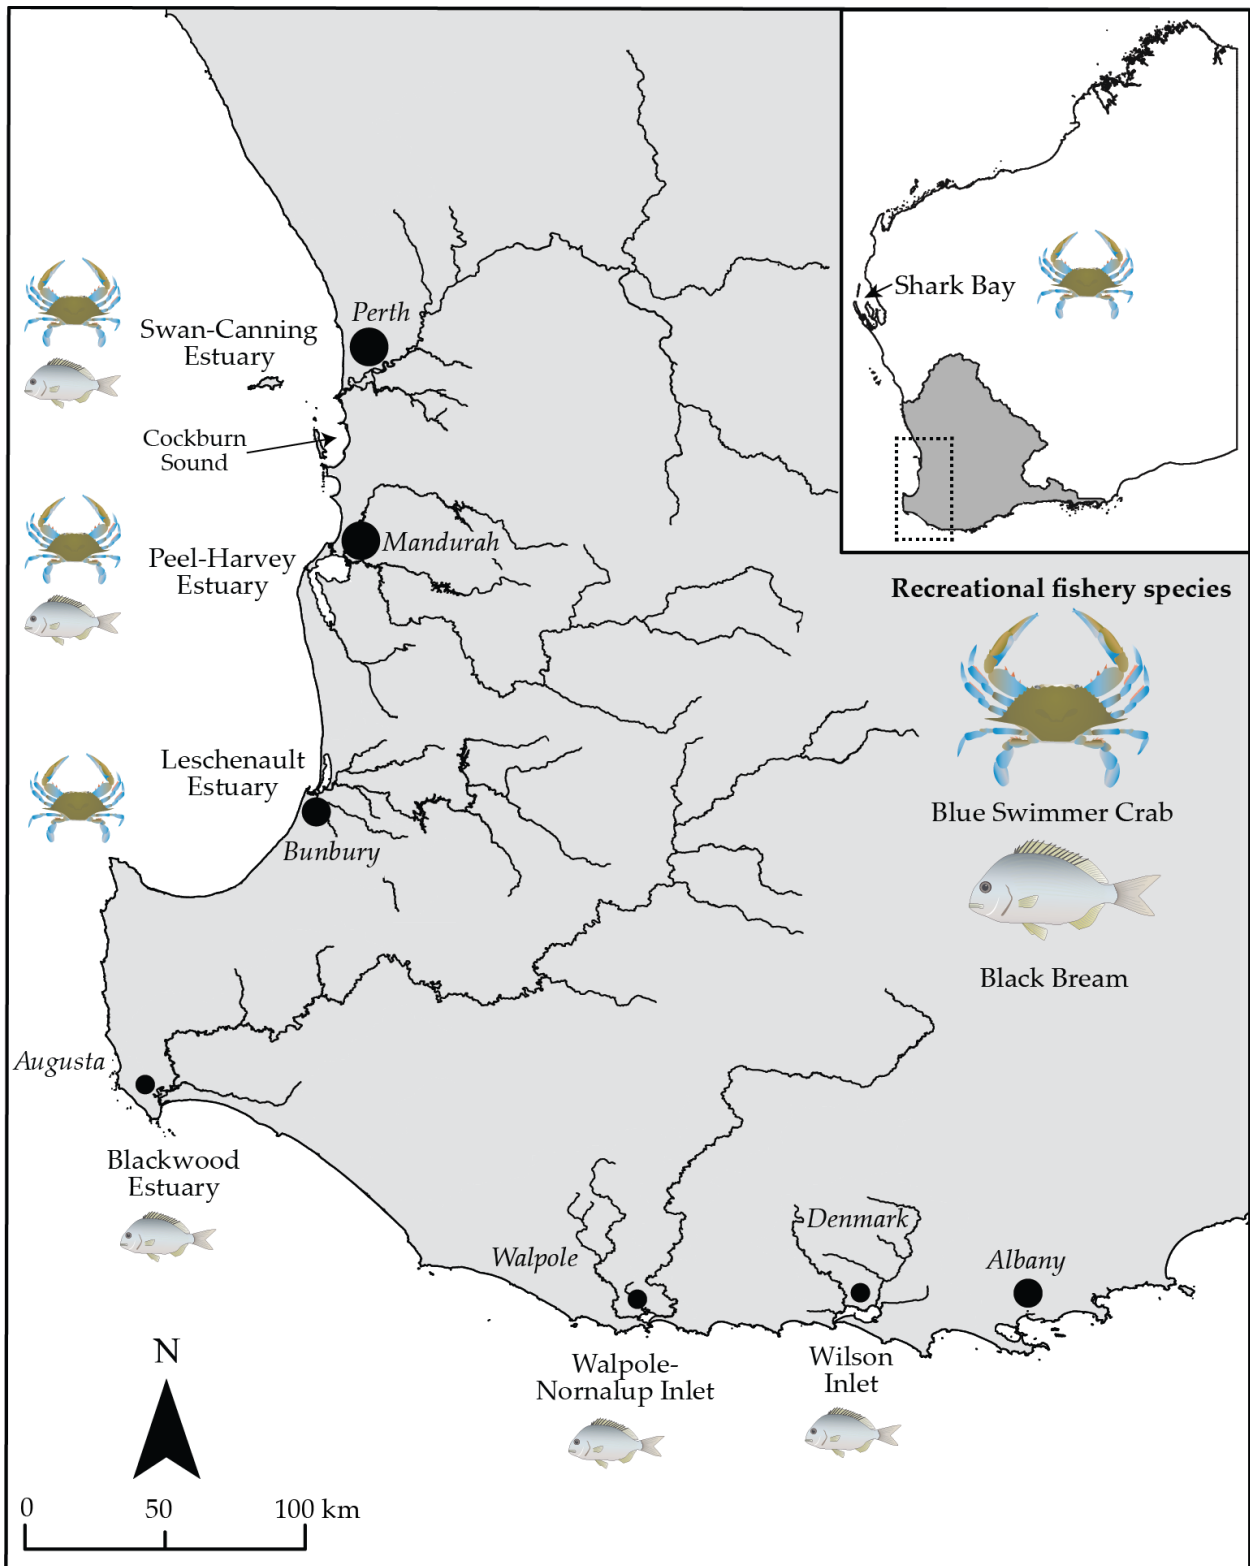 Shark Bay
Perth
Swan-Canning
Estuary
Cockburn
Sound
Mandurah
Peel-Harvey
Estuary
Recreational fishery species
Blue Swimmer Crab
Black Bream
Leschenault
Estuary
Bunbury
Augusta
Blackwood
Estuary
Walpole
Denmark
Albany
Walpole-
Nornalup Inlet
Wilson
Inlet
N
0 50 100 km